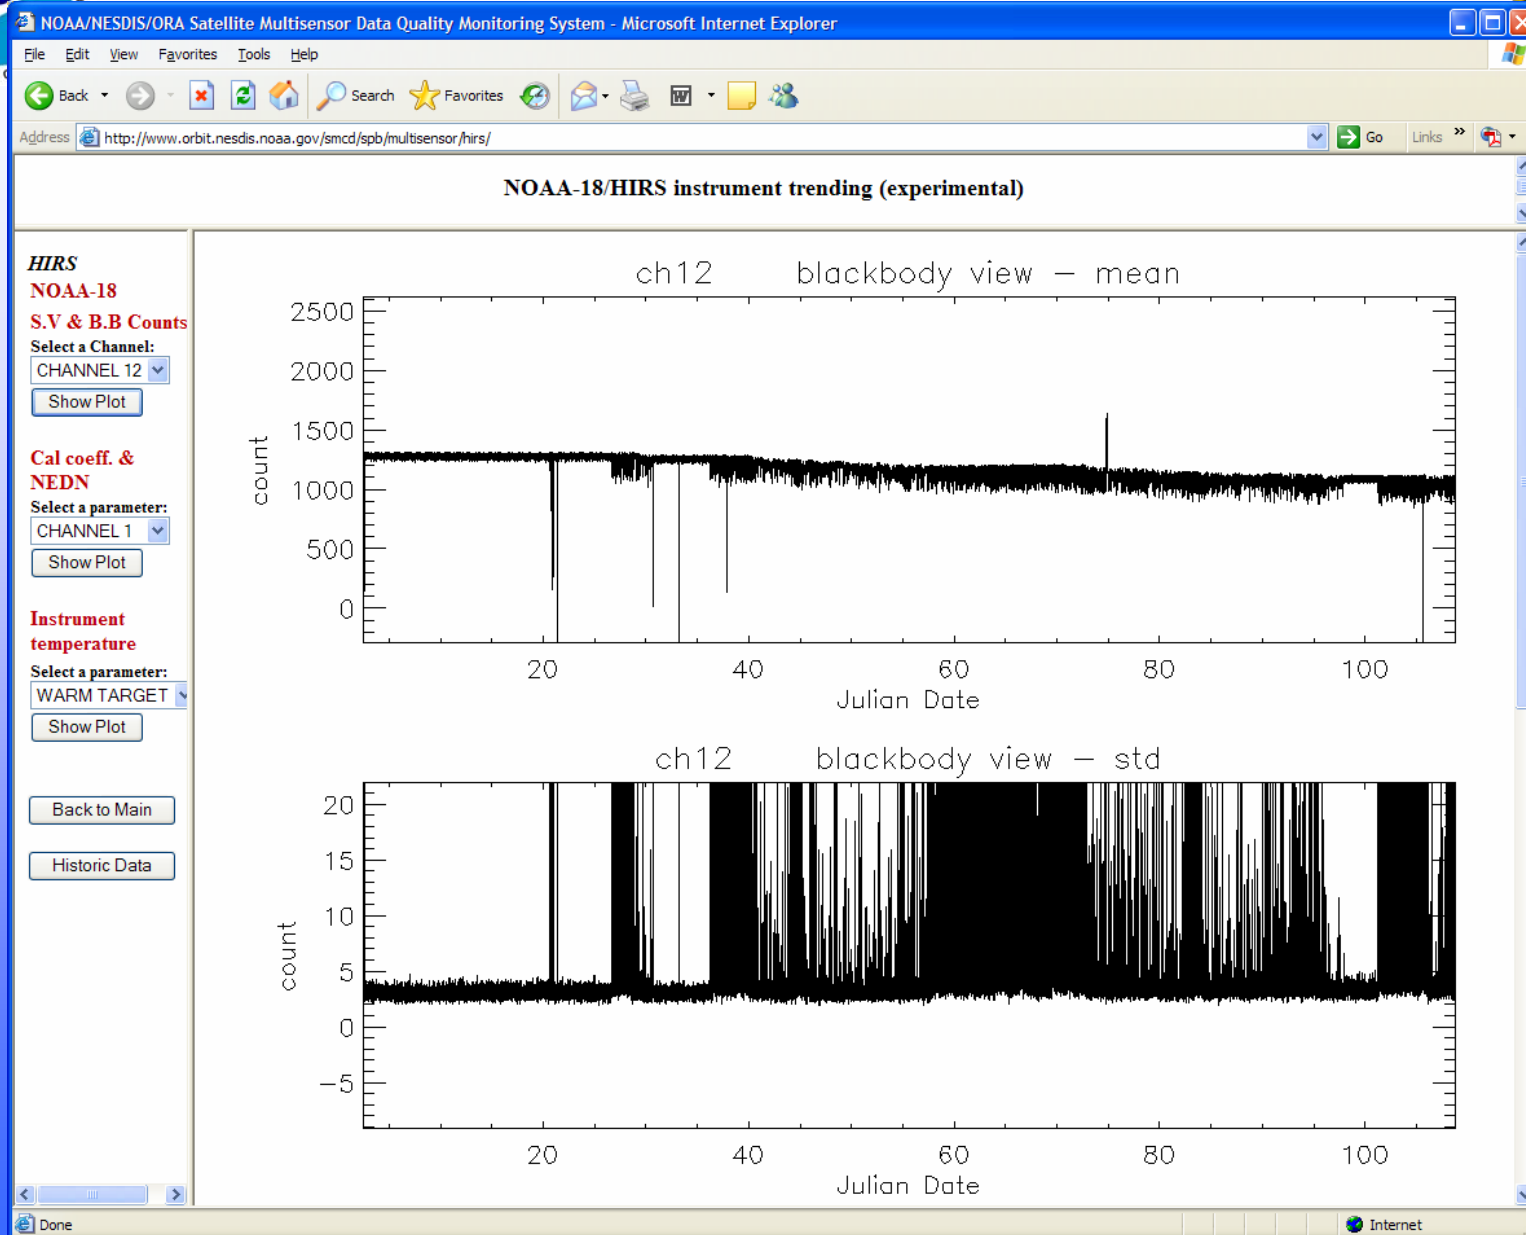 NOAA/NESDIS/ORA Satellite Multisensor Data Quality Monitoring System - Microsoft Internet Explorer
File Edit View Favorites Tools Help
Back Search Favorites
Address http://www.orbit.nesdis.noaa.gov/smcd/spb/multisensor/hirs/ Go Links »
NOAA-18/HIRS instrument trending (experimental)
HIRS
NOAA-18
S.V & B.B Counts
Select a Channel:
CHANNEL 12
Show Plot
Cal coeff. &
NEDN
Select a parameter:
CHANNEL 1
Show Plot
Instrument
temperature
Select a parameter:
WARM TARGET
Show Plot
Back to Main
Historic Data
ch12 blackbody view – mean
2500
2000
1500
1000
500
0
count
20 40 60 80 100
Julian Date
ch12 blackbody view – std
20
15
10
5
0
−5
count
20 40 60 80 100
Julian Date
Done Internet